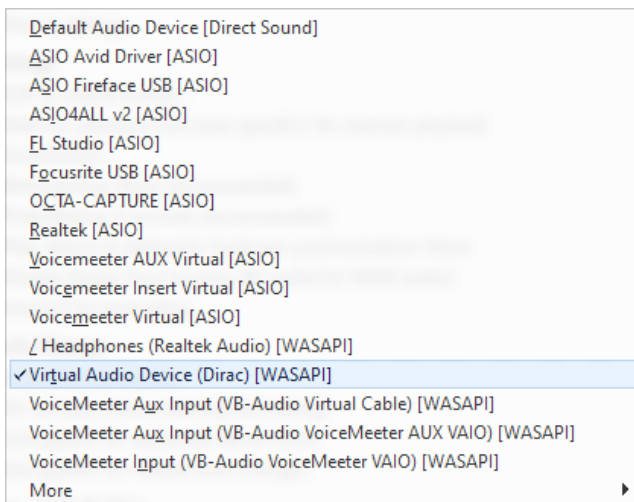 Default Audio Device [Direct Sound]
ASIO Avid Driver [ASIO]
ASIO Fireface USB [ASIO]
ASIO4ALL v2 [ASIO]
FL Studio [ASIO]
Focusrite USB [ASIO]
OCTA-CAPTURE [ASIO]
Realtek [ASIO]
Voicemeeter AUX Virtual [ASIO]
Voicemeeter Insert Virtual [ASIO]
Voicemeeter Virtual [ASIO]
/ Headphones (Realtek Audio) [WASAPI]
Virtual Audio Device (Dirac) [WASAPI]
VoiceMeeter Aux Input (VB-Audio Virtual Cable) [WASAPI]
VoiceMeeter Aux Input (VB-Audio VoiceMeeter AUX VAIO) [WASAPI]
VoiceMeeter Input (VB-Audio VoiceMeeter VAIO) [WASAPI]
More